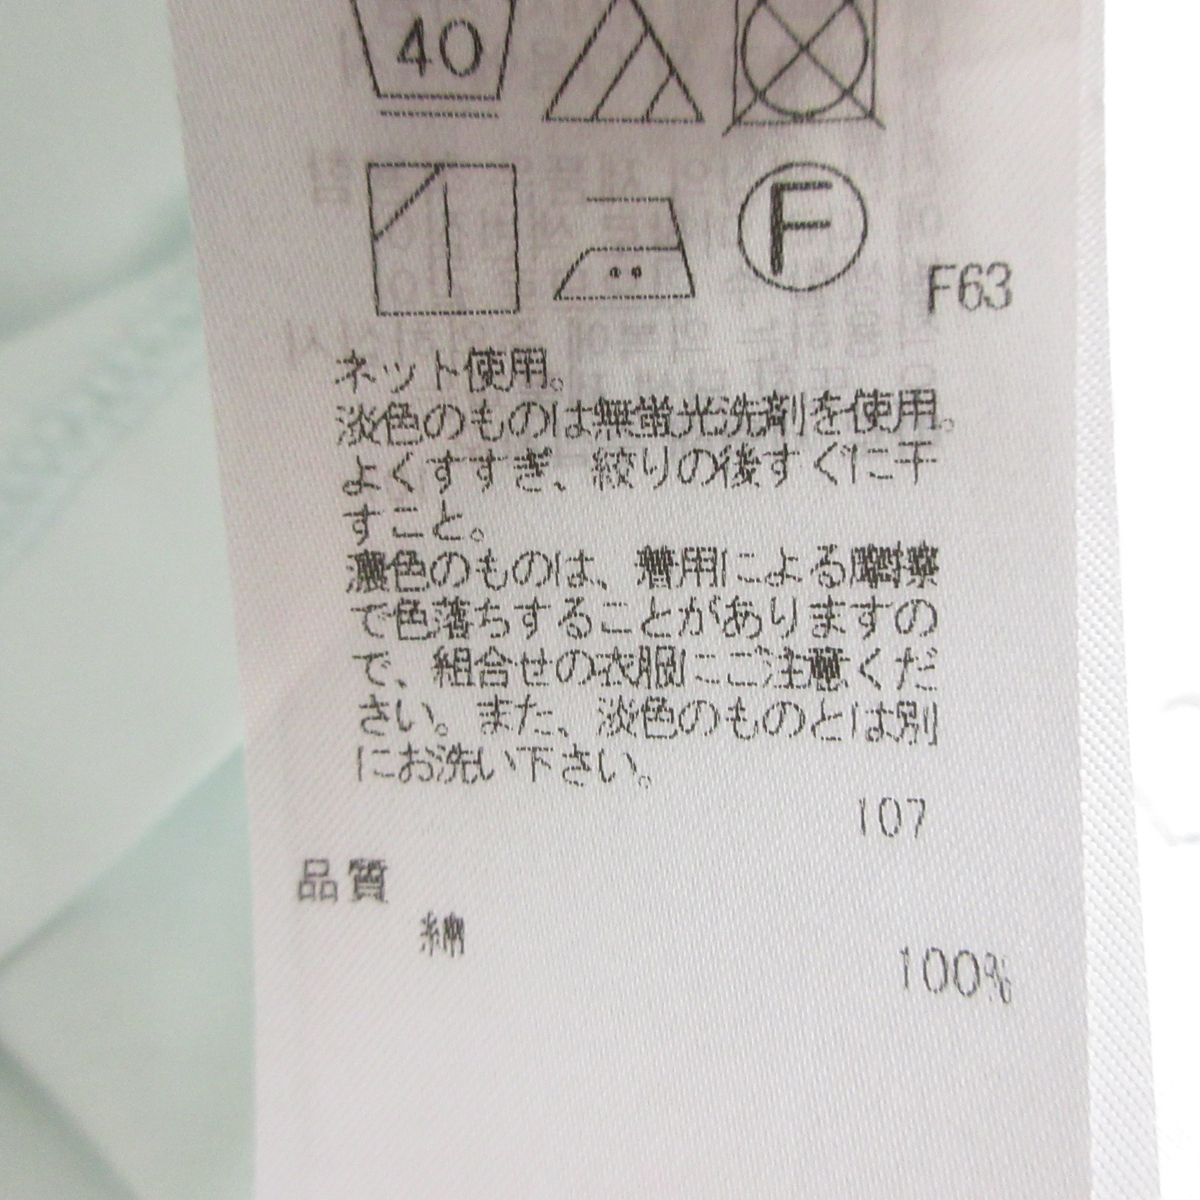 40
F
F63
ネット使用。
淡色のものは無蛍光洗剤を使用。
よくすすぎ、絞りの後すぐに干
すこと。
濃色のものは、着用による摩擦
で色落ちすることがありますの
で、組合せの衣服にご注意くだ
さい。また、淡色のものとは別
にお洗い下さい。
107
品質
綿
100%